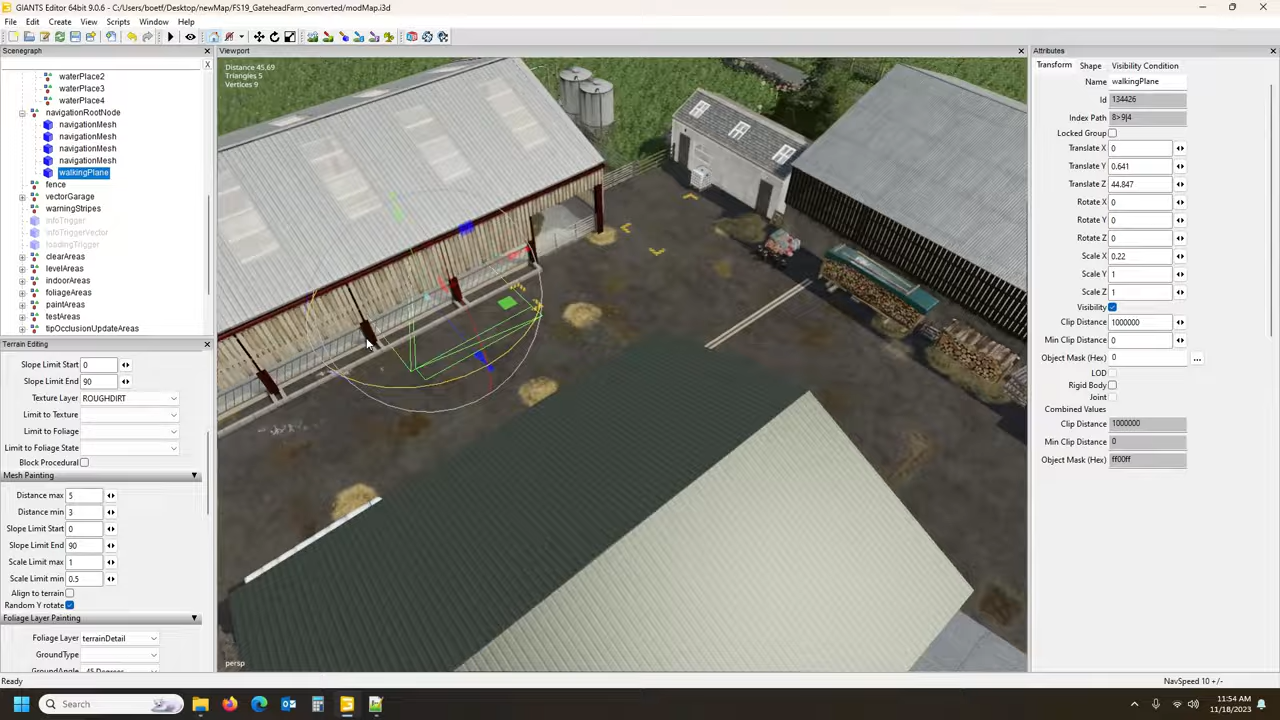 GIANTS Editor 64bit 9.0.6 - C:/Users/boetf/Desktop/newMap/FS19_GateheadFarm_converted/modMap.i3d
File Edit Create View Scripts Window Help
Scenegraph
X
waterPlace2
waterPlace3
waterPlace4
navigationRootNode
navigationMesh
navigationMesh
navigationMesh
navigationMesh
walkingPlane
fence
vectorGarage
warningStripes
infoTrigger
infoTriggerVector
loadingTrigger
clearAreas
levelAreas
indoorAreas
foliageAreas
paintAreas
testAreas
tipOcclusionUpdateAreas
Terrain Editing
Slope Limit Start 0
Slope Limit End 90
Texture Layer ROUGHDIRT
Limit to Texture
Limit to Foliage
Limit to Foliage State
Block Procedural
Mesh Painting
Distance max 5
Distance min 3
Slope Limit Start 0
Slope Limit End 90
Scale Limit max 1
Scale Limit min 0.5
Align to terrain
Random Y rotate
Foliage Layer Painting
Foliage Layer terrainDetail
GroundType
GroundAngle -45 Degrees
Viewport
Distance 45.69
Triangles 5
Vertices 9
persp
Attributes
Transform Shape Visibility Condition
Name walkingPlane
Id 134426
Index Path 8>9|4
Locked Group
Translate X 0
Translate Y 0.641
Translate Z 44.847
Rotate X 0
Rotate Y 0
Rotate Z 0
Scale X 0.22
Scale Y 1
Scale Z 1
Visibility
Clip Distance 1000000
Min Clip Distance 0
Object Mask (Hex) 0 ...
LOD
Rigid Body
Joint
Combined Values
Clip Distance 1000000
Min Clip Distance 0
Object Mask (Hex) ff00ff
Ready
NavSpeed 10 +/-
Search
11:54 AM
11/18/2023